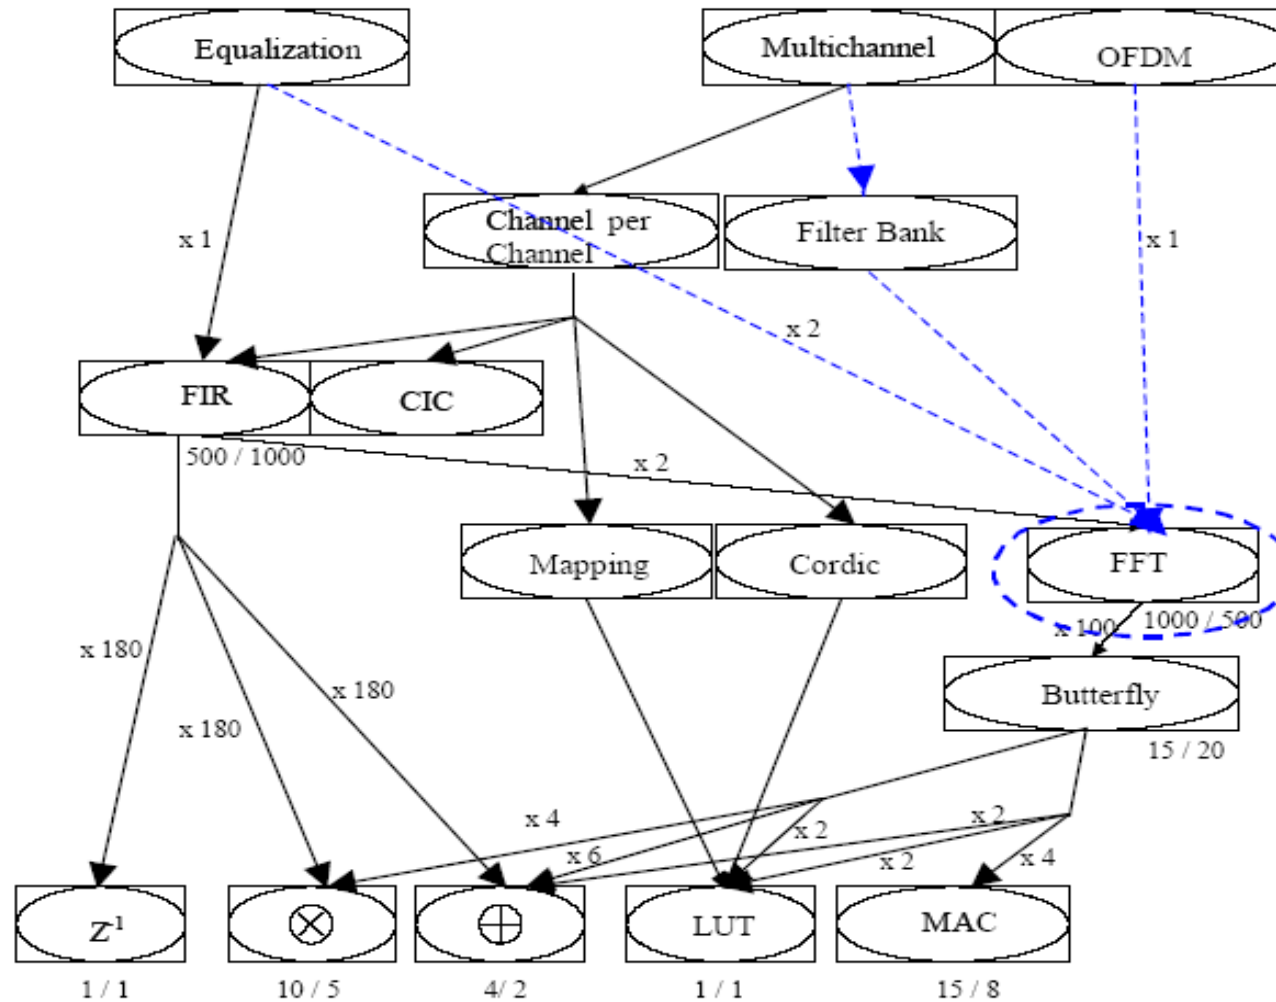 Equalization
Multichannel
OFDM
Channel per
Channel
Filter Bank
x 1
x 1
x 2
FIR
CIC
500 / 1000
x 2
Mapping
Cordic
FFT
x 100
1000 / 500
Butterfly
15 / 20
x 180
x 180
x 180
x 4
x 6
x 2
x 2
x 2
x 4
Z-1
LUT
MAC
1 / 1
10 / 5
4/ 2
1 / 1
15 / 8